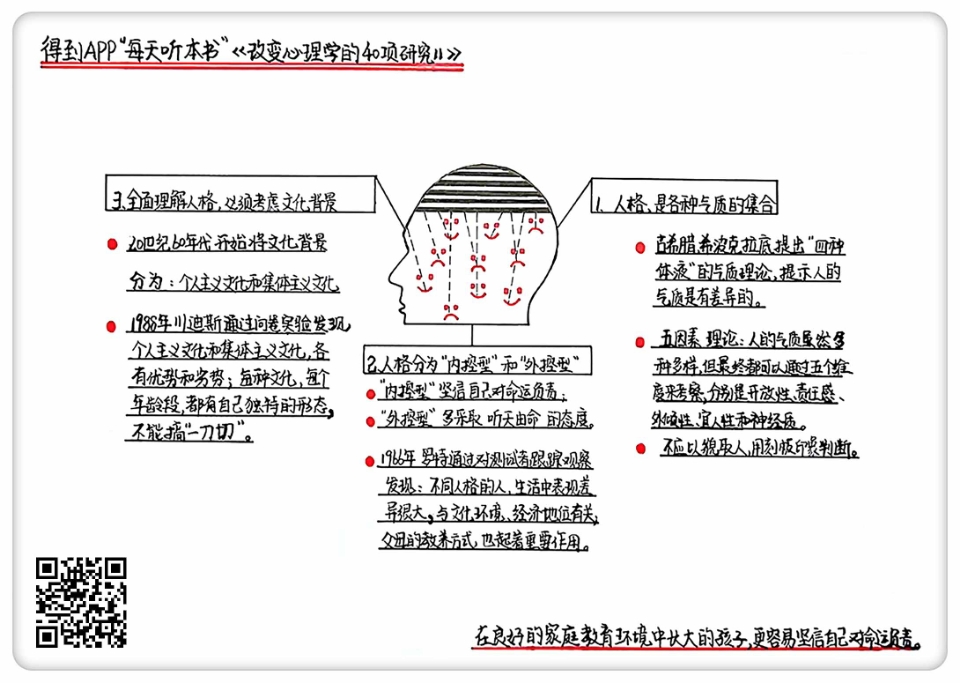 得到APP“每天听本书”《改变心理学的40项研究Ⅱ》
1. 人格，是各种气质的集合
古希腊，希波克拉底，提出“四种
体液”的气质理论，提示人的
气质是有差异的。
五因素理论：人的气质虽然多
种多样，但最终都可以通过五个维
度来考察，分别是开放性、责任感、
外倾性、宜人性和神经质。
不应以貌取人，用刻板印象判断。
2. 人格分为“内控型”和“外控型”
“内控型”坚信自己对命运负责；
“外控型”多采取听天由命的态度。
1966年罗特通过对测试者跟踪观察
发现：不同人格的人，生活中表现差
异很大，与文化环境、经济地位有关，
父母的教养方式也起着重要作用。
3. 全面理解人格，必须考虑文化背景
20世纪60年代开始将文化背景
分为：个人主义文化和集体主义文化
1988年川迪斯通过问卷实验发现，
个人主义文化和集体主义文化，各
有优势和劣势；每种文化，每个
年龄段，都有自己独特的形态，
不能搞“一刀切”。
在良好的家庭教育环境中长大的孩子，更容易坚信自己对命运负责。